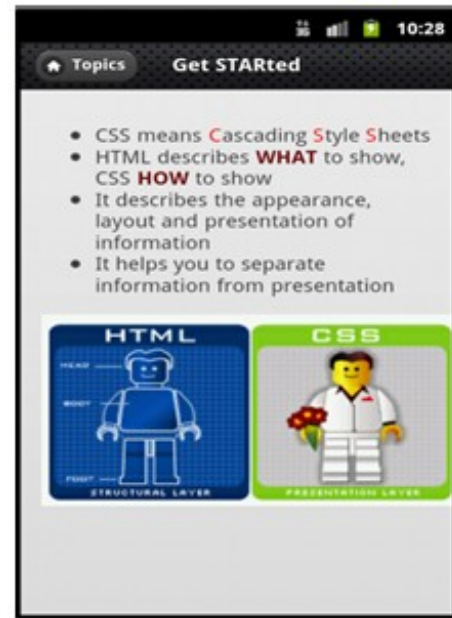 10:28
Topics
Get STARted
• CSS means Cascading Style Sheets
• HTML describes WHAT to show,
CSS HOW to show
• It describes the appearance,
layout and presentation of
information
• It helps you to separate
information from presentation
HTML
HEAD
BODY
FOOT
STRUCTURAL LAYER
CSS
PRESENTATION LAYER